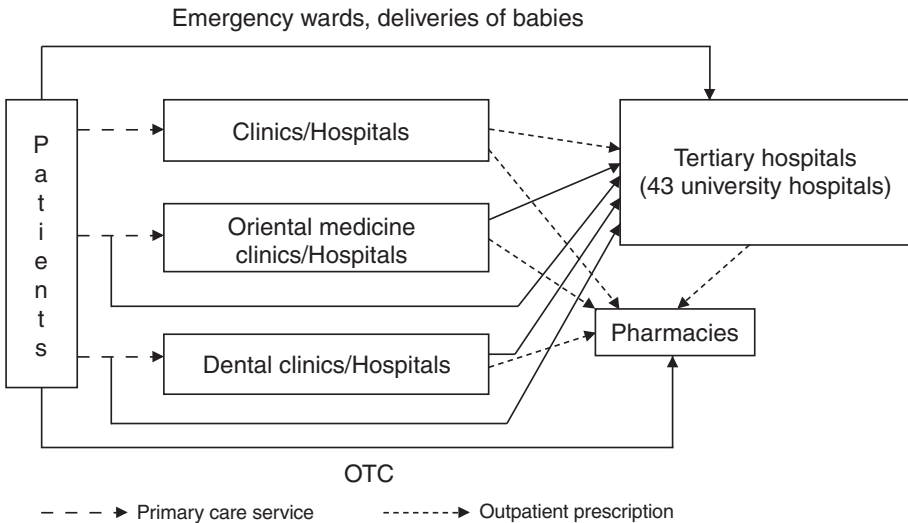 Emergency wards, deliveries of babies
Patients
Clinics/Hospitals
Tertiary hospitals
(43 university hospitals)
Oriental medicine
clinics/Hospitals
Pharmacies
Dental clinics/Hospitals
OTC
Primary care service
Outpatient prescription